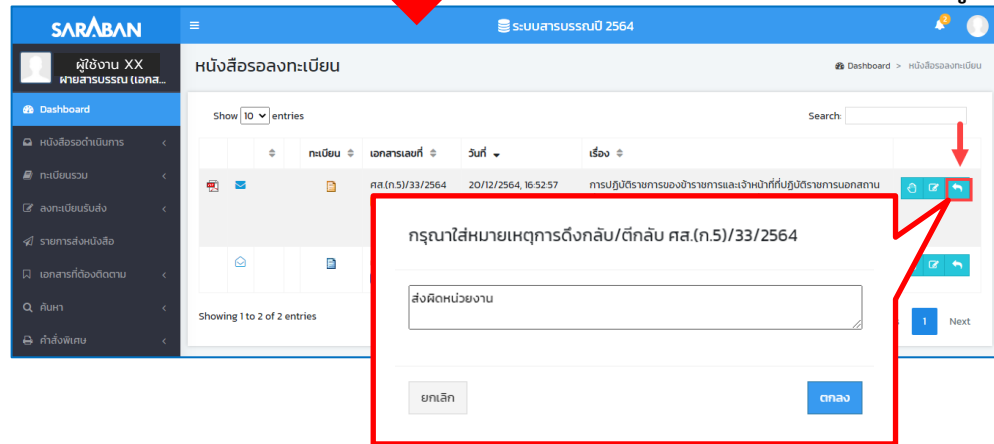 SARABAN
ระบบสารบรรณปี 2564
2
ผู้ใช้งาน XX
ฝ่ายสารบรรณ (เอกส...
หนังสือรอลงทะเบียน
Dashboard > หนังสือรอลงทะเบียน
Dashboard
Show 10 entries
Search:
หนังสือรอดำเนินการ
ทะเบียน
เอกสารเลขที่
วันที่
เรื่อง
ทะเบียนรวม
ศส.(ก.5)/33/2564
20/12/2564, 16:52:57
การปฏิบัติราชการของข้าราชการและเจ้าหน้าที่ที่ปฏิบัติราชการนอกสถาน
ลงทะเบียนรับส่ง
รายการส่งหนังสือ
กรุณาใส่หมายเหตุการดึงกลับ/ตีกลับ ศส.(ก.5)/33/2564
เอกสารที่ต้องติดตาม
ค้นหา
ส่งผิดหน่วยงาน
Showing 1 to 2 of 2 entries
1
Next
คำสั่งพิเศษ
ยกเลิก
ตกลง